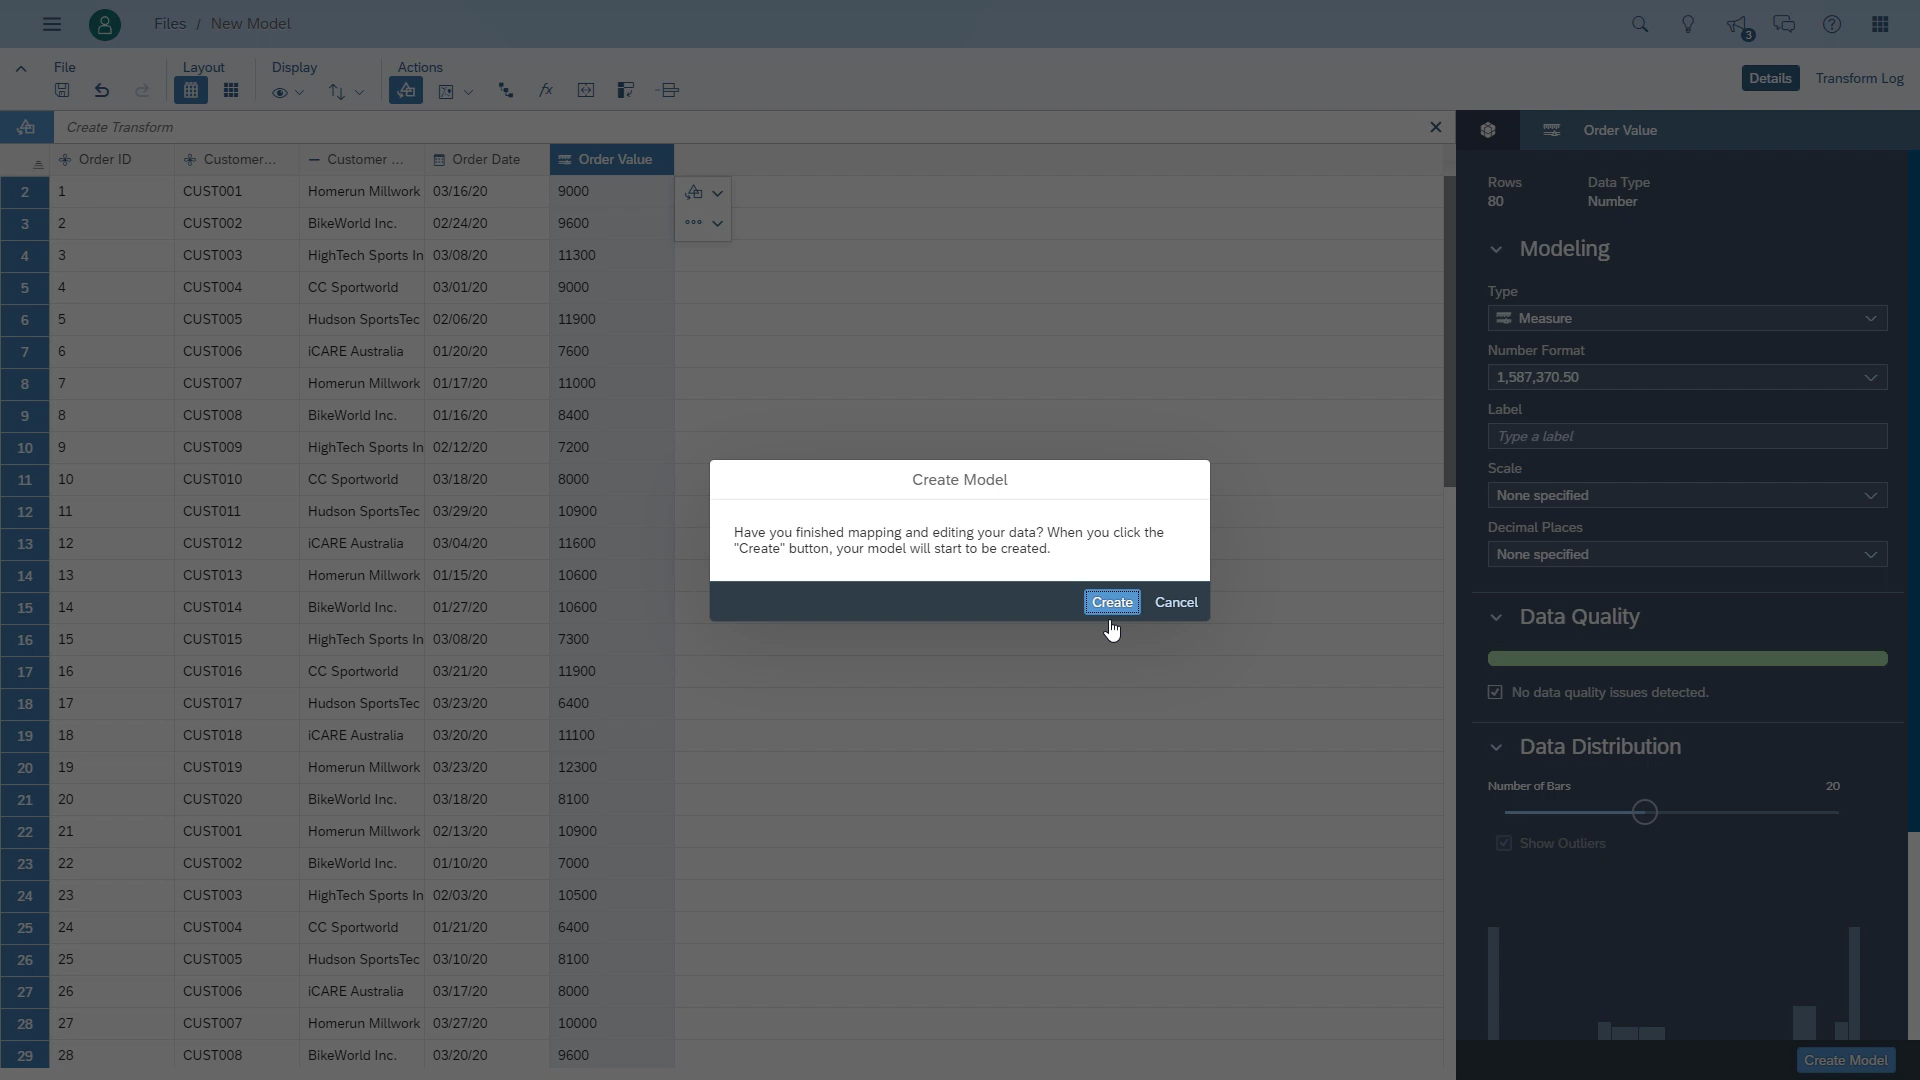 Files / New Model
3
File
Layout
Display
Actions
Details
Transform Log
Create Transform
Order Value
Order ID Customer... Customer ... Order Date Order Value
2 1 CUST001 Homerun Millwork 03/16/20 9000
3 2 CUST002 BikeWorld Inc. 02/24/20 9600
4 3 CUST003 HighTech Sports In 03/08/20 11300
5 4 CUST004 CC Sportworld 03/01/20 9000
6 5 CUST005 Hudson SportsTec 02/06/20 11900
7 6 CUST006 iCARE Australia 01/20/20 7600
8 7 CUST007 Homerun Millwork 01/17/20 11000
9 8 CUST008 BikeWorld Inc. 01/16/20 8400
10 9 CUST009 HighTech Sports In 02/12/20 7200
11 10 CUST010 CC Sportworld 03/18/20 8000
12 11 CUST011 Hudson SportsTec 03/29/20 10900
13 12 CUST012 iCARE Australia 03/04/20 11600
14 13 CUST013 Homerun Millwork 01/15/20 10600
15 14 CUST014 BikeWorld Inc. 01/27/20 10600
16 15 CUST015 HighTech Sports In 03/08/20 7300
17 16 CUST016 CC Sportworld 03/21/20 11900
18 17 CUST017 Hudson SportsTec 03/23/20 6400
19 18 CUST018 iCARE Australia 03/20/20 11100
20 19 CUST019 Homerun Millwork 03/23/20 12300
21 20 CUST020 BikeWorld Inc. 03/18/20 8100
22 21 CUST001 Homerun Millwork 02/13/20 10900
23 22 CUST002 BikeWorld Inc. 01/10/20 7000
24 23 CUST003 HighTech Sports In 02/03/20 10500
25 24 CUST004 CC Sportworld 01/21/20 6400
26 25 CUST005 Hudson SportsTec 03/10/20 8100
27 26 CUST006 iCARE Australia 03/17/20 8000
28 27 CUST007 Homerun Millwork 03/27/20 10000
29 28 CUST008 BikeWorld Inc. 03/20/20 9600
Create Model
Have you finished mapping and editing your data? When you click the
"Create" button, your model will start to be created.
Create
Cancel
Rows Data Type
80 Number
Modeling
Type
Measure
Number Format
1,587,370.50
Label
Type a label
Scale
None specified
Decimal Places
None specified
Data Quality
No data quality issues detected.
Data Distribution
Number of Bars 20
Show Outliers
Create Model